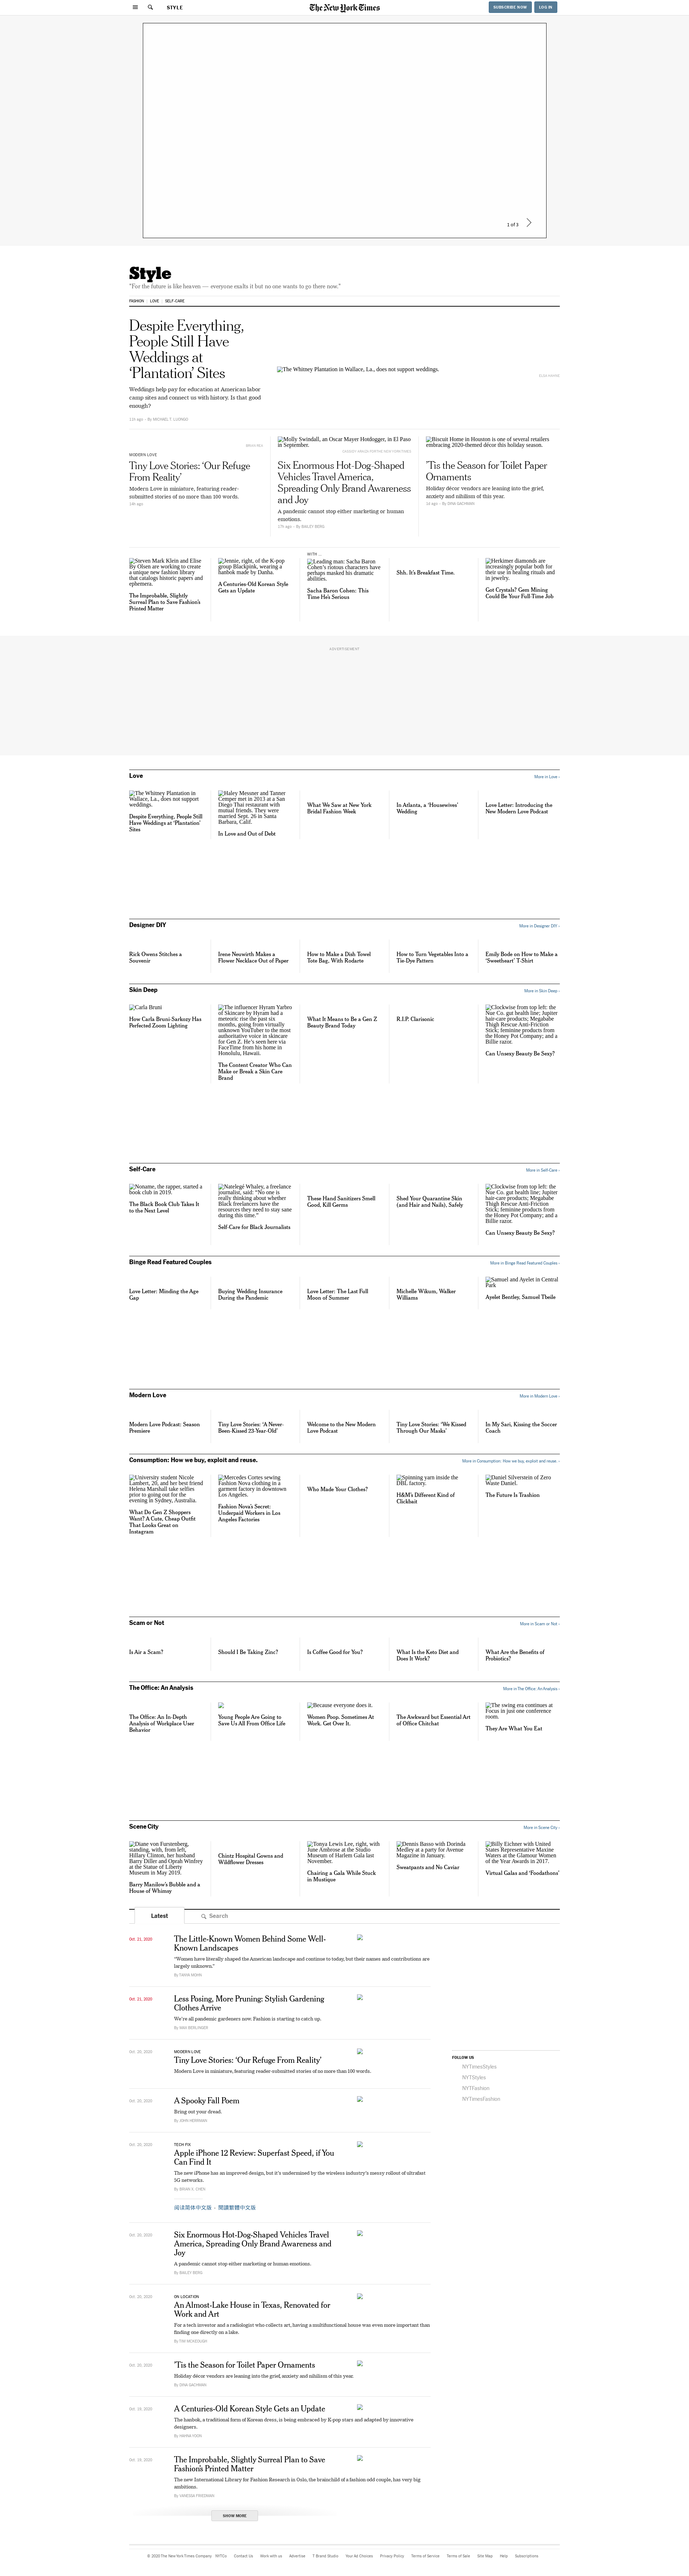 STYLE
The New York Times
SUBSCRIBE NOW
LOG IN
1 of 3
Style
"For the future is like heaven — everyone exalts it but no one wants to go there now."
FASHION
LOVE
SELF-CARE
Despite Everything,
People Still Have
Weddings at
'Plantation' Sites
Weddings help pay for education at American labor
camp sites and connect us with history. Is that good
enough?
By MICHAEL T. LUONGO
The Whitney Plantation in Wallace, La., does not support weddings.
MODERN LOVE
Tiny Love Stories: 'Our Refuge
From Reality'
Modern Love in miniature, featuring reader-
submitted stories of no more than 100 words.
Molly Swindall, an Oscar Mayer Hotdogger, in El Paso
in September.
Six Enormous Hot-Dog-Shaped
Vehicles Travel America,
Spreading Only Brand Awareness
and Joy
A pandemic cannot stop either marketing or human
emotions.
By BAILEY BERG
Biscuit Home in Houston is one of several retailers
embracing 2020-themed décor this holiday season.
'Tis the Season for Toilet Paper
Ornaments
Holiday décor vendors are leaning into the grief,
anxiety and nihilism of this year.
By DINA GACHMAN
Steven Mark Klein and Elise
By Olsen are working to create
a unique new fashion library
that catalogs historic papers and
ephemera.
The Improbable, Slightly
Surreal Plan to Save Fashion's
Printed Matter
Jennie, right, of the K-pop
group Blackpink, wearing a
hanbok made by Danha.
A Centuries-Old Korean Style
Gets an Update
WITH ...
Leading man: Sacha Baron
Cohen's riotous characters have
perhaps masked his dramatic
abilities.
Sacha Baron Cohen: This
Time He's Serious
Shh. It's Breakfast Time.
Herkimer diamonds are
increasingly popular both for
their use in healing rituals and
in jewelry.
Got Crystals? Gem Mining
Could Be Your Full-Time Job
ADVERTISEMENT
Love
More in Love ›
The Whitney Plantation in
Wallace, La., does not support
weddings.
Despite Everything, People Still
Have Weddings at 'Plantation'
Sites
Haley Messner and Tanner
Cemper met in 2013 at a San
Diego That restaurant with
mutual friends. They were
married Sept. 26 in Santa
Barbara, Calif.
In Love and Out of Debt
What We Saw at New York
Bridal Fashion Week
In Atlanta, a 'Housewives'
Wedding
Love Letter: Introducing the
New Modern Love Podcast
Designer DIY
More in Designer DIY ›
Rick Owens Stitches a
Souvenir
Irene Neuwirth Makes a
Flower Necklace Out of Paper
How to Make a Dish Towel
Tote Bag, With Rodarte
How to Turn Vegetables Into a
Tie-Dye Pattern
Emily Bode on How to Make a
'Sweetheart' T-Shirt
Skin Deep
More in Skin Deep ›
Carla Bruni
How Carla Bruni-Sarkozy Has
Perfected Zoom Lighting
The influencer Hyram Yarbro
of Skincare by Hyram had a
meteoric rise the past six
months, going from virtually
unknown YouTuber to the most
authoritative voice in skincare
for Gen Z. He's seen here via
FaceTime from his home in
Honolulu, Hawaii.
The Content Creator Who Can
Make or Break a Skin Care
Brand
What It Means to Be a Gen Z
Beauty Brand Today
R.I.P. Clarisonic
Clockwise from top left: the
Nue Co. gut health line; Jupiter
hair-care products; Megababe
Thigh Rescue Anti-Friction
Stick; feminine products from
the Honey Pot Company; and a
Billie razor.
Can Unsexy Beauty Be Sexy?
Self-Care
More in Self-Care ›
Noname, the rapper, started a
book club in 2019.
The Black Book Club Takes It
to the Next Level
Natelegé Whaley, a freelance
journalist, said: "No one is
really thinking about whether
Black freelancers have the
resources they need to stay sane
during this time."
Self-Care for Black Journalists
These Hand Sanitizers Smell
Good, Kill Germs
Shed Your Quarantine Skin
(and Hair and Nails), Safely
Clockwise from top left: the
Nue Co. gut health line; Jupiter
hair-care products; Megababe
Thigh Rescue Anti-Friction
Stick; feminine products from
the Honey Pot Company; and a
Billie razor.
Can Unsexy Beauty Be Sexy?
Binge Read Featured Couples
More in Binge Read Featured Couples ›
Love Letter: Minding the Age
Gap
Buying Wedding Insurance
During the Pandemic
Love Letter: The Last Full
Moon of Summer
Michelle Wikum, Walker
Williams
Samuel and Ayelet in Central
Park
Ayelet Bentley, Samuel Tbeile
Modern Love
More in Modern Love ›
Modern Love Podcast: Season
Premiere
Tiny Love Stories: 'A Never-
Been-Kissed 23-Year-Old'
Welcome to the New Modern
Love Podcast
Tiny Love Stories: 'We Kissed
Through Our Masks'
In My Sari, Kissing the Soccer
Coach
Consumption: How we buy, exploit and reuse.
More in Consumption: How we buy, exploit and reuse. ›
University student Nicole
Lambert, 20, and her best friend
Helena Marshall take selfies
prior to going out for the
evening in Sydney, Australia.
What Do Gen Z Shoppers
Want? A Cute, Cheap Outfit
That Looks Great on
Instagram
Mercedes Cortes sewing
Fashion Nova clothing in a
garment factory in downtown
Los Angeles.
Fashion Nova's Secret:
Underpaid Workers in Los
Angeles Factories
Who Made Your Clothes?
Spinning yarn inside the
DBL factory.
H&M's Different Kind of
Clickbait
Daniel Silverstein of Zero
Waste Daniel.
The Future Is Trashion
Scam or Not
More in Scam or Not ›
Is Air a Scam?
Should I Be Taking Zinc?
Is Coffee Good for You?
What Is the Keto Diet and
Does It Work?
What Are the Benefits of
Probiotics?
The Office: An Analysis
More in The Office: An Analysis ›
The Office: An In-Depth
Analysis of Workplace User
Behavior
Young People Are Going to
Save Us All From Office Life
Because everyone does it.
Women Poop. Sometimes At
Work. Get Over It.
The Awkward but Essential Art
of Office Chitchat
The swing era continues at
Focus in just one conference
room.
They Are What You Eat
Scene City
More in Scene City ›
Diane von Furstenberg,
standing, with, from left,
Hillary Clinton, her husband
Barry Diller and Oprah Winfrey
at the Statue of Liberty
Museum in May 2019.
Barry Manilow's Bubble and a
House of Whimsy
Chintz Hospital Gowns and
Wildflower Dresses
Tonya Lewis Lee, right, with
June Ambrose at the Studio
Museum of Harlem Gala last
November.
Chairing a Gala While Stuck
in Mustique
Dennis Basso with Dorinda
Medley at a party for Avenue
Magazine in January.
Sweatpants and No Caviar
Billy Eichner with United
States Representative Maxine
Waters at the Glamour Women
of the Year Awards in 2017.
Virtual Galas and 'Foodathons'
Latest
Search
Oct. 21, 2020
The Little-Known Women Behind Some Well-
Known Landscapes
"Women have literally shaped the American landscape and continue to today, but their names and contributions are
largely unknown."
Oct. 21, 2020
Less Posing, More Pruning: Stylish Gardening
Clothes Arrive
We're all pandemic gardeners now. Fashion is starting to catch up.
Oct. 20, 2020
MODERN LOVE
Tiny Love Stories: 'Our Refuge From Reality'
Modern Love in miniature, featuring reader-submitted stories of no more than 100 words.
Oct. 20, 2020
A Spooky Fall Poem
Bring out your dread.
By JOHN HERRMAN
Oct. 20, 2020
TECH FIX
Apple iPhone 12 Review: Superfast Speed, if You
Can Find It
The new iPhone has an improved design, but it's undermined by the wireless industry's messy rollout of ultrafast
5G networks.
By BRIAN X. CHEN
阅读简体中文版 • 閱讀繁體中文版
Oct. 20, 2020
Six Enormous Hot-Dog-Shaped Vehicles Travel
America, Spreading Only Brand Awareness and
Joy
A pandemic cannot stop either marketing or human emotions.
By BAILEY BERG
Oct. 20, 2020
ON LOCATION
An Almost-Lake House in Texas, Renovated for
Work and Art
For a tech investor and a radiologist who collects art, having a multifunctional house was even more important than
finding one directly on a lake.
By TIM MCKEOUGH
Oct. 20, 2020
'Tis the Season for Toilet Paper Ornaments
Holiday décor vendors are leaning into the grief, anxiety and nihilism of this year.
By DINA GACHMAN
Oct. 19, 2020
A Centuries-Old Korean Style Gets an Update
The hanbok, a traditional form of Korean dress, is being embraced by K-pop stars and adapted by innovative
designers.
Oct. 19, 2020
The Improbable, Slightly Surreal Plan to Save
Fashion's Printed Matter
The new International Library for Fashion Research in Oslo, the brainchild of a fashion odd couple, has very big
ambitions.
By VANESSA FRIEDMAN
SHOW MORE
FOLLOW US
NYTimesStyles
NYTStyles
NYTFashion
NYTimesFashion
© 2020 The New York Times Company
NYTCo
Contact Us
Work with us
Advertise
T Brand Studio
Your Ad Choices
Privacy Policy
Terms of Service
Terms of Sale
Site Map
Help
Subscriptions